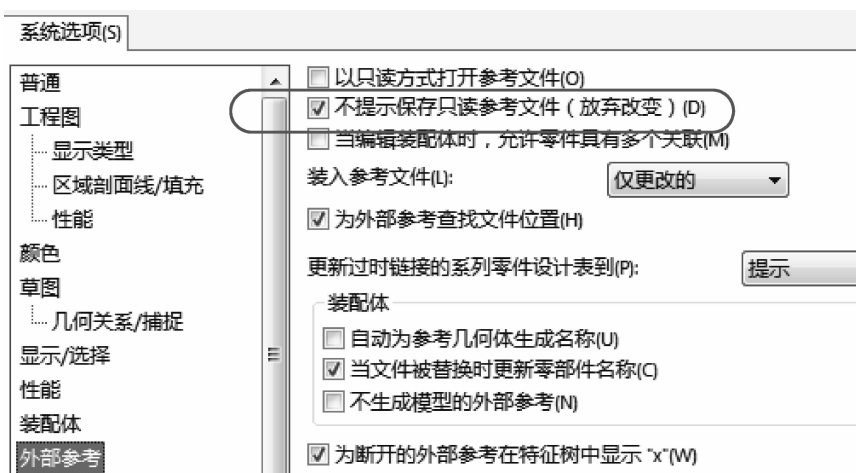 系统选项(S)
普通
工程图
显示类型
区域剖面线/填充
性能
颜色
草图
几何关系/捕捉
显示/选择
性能
装配体
外部参考
以只读方式打开参考文件(O)
不提示保存只读参考文件（放弃改变）(D)
当编辑装配体时，允许零件具有多个关联(M)
装入参考文件(L): 仅更改的
为外部参考查找文件位置(H)
更新过时链接的系列零件设计表到(P): 提示
装配体
自动为参考几何体生成名称(U)
当文件被替换时更新零部件名称(C)
不生成模型的外部参考(N)
为断开的外部参考在特征树中显示 "x"(W)